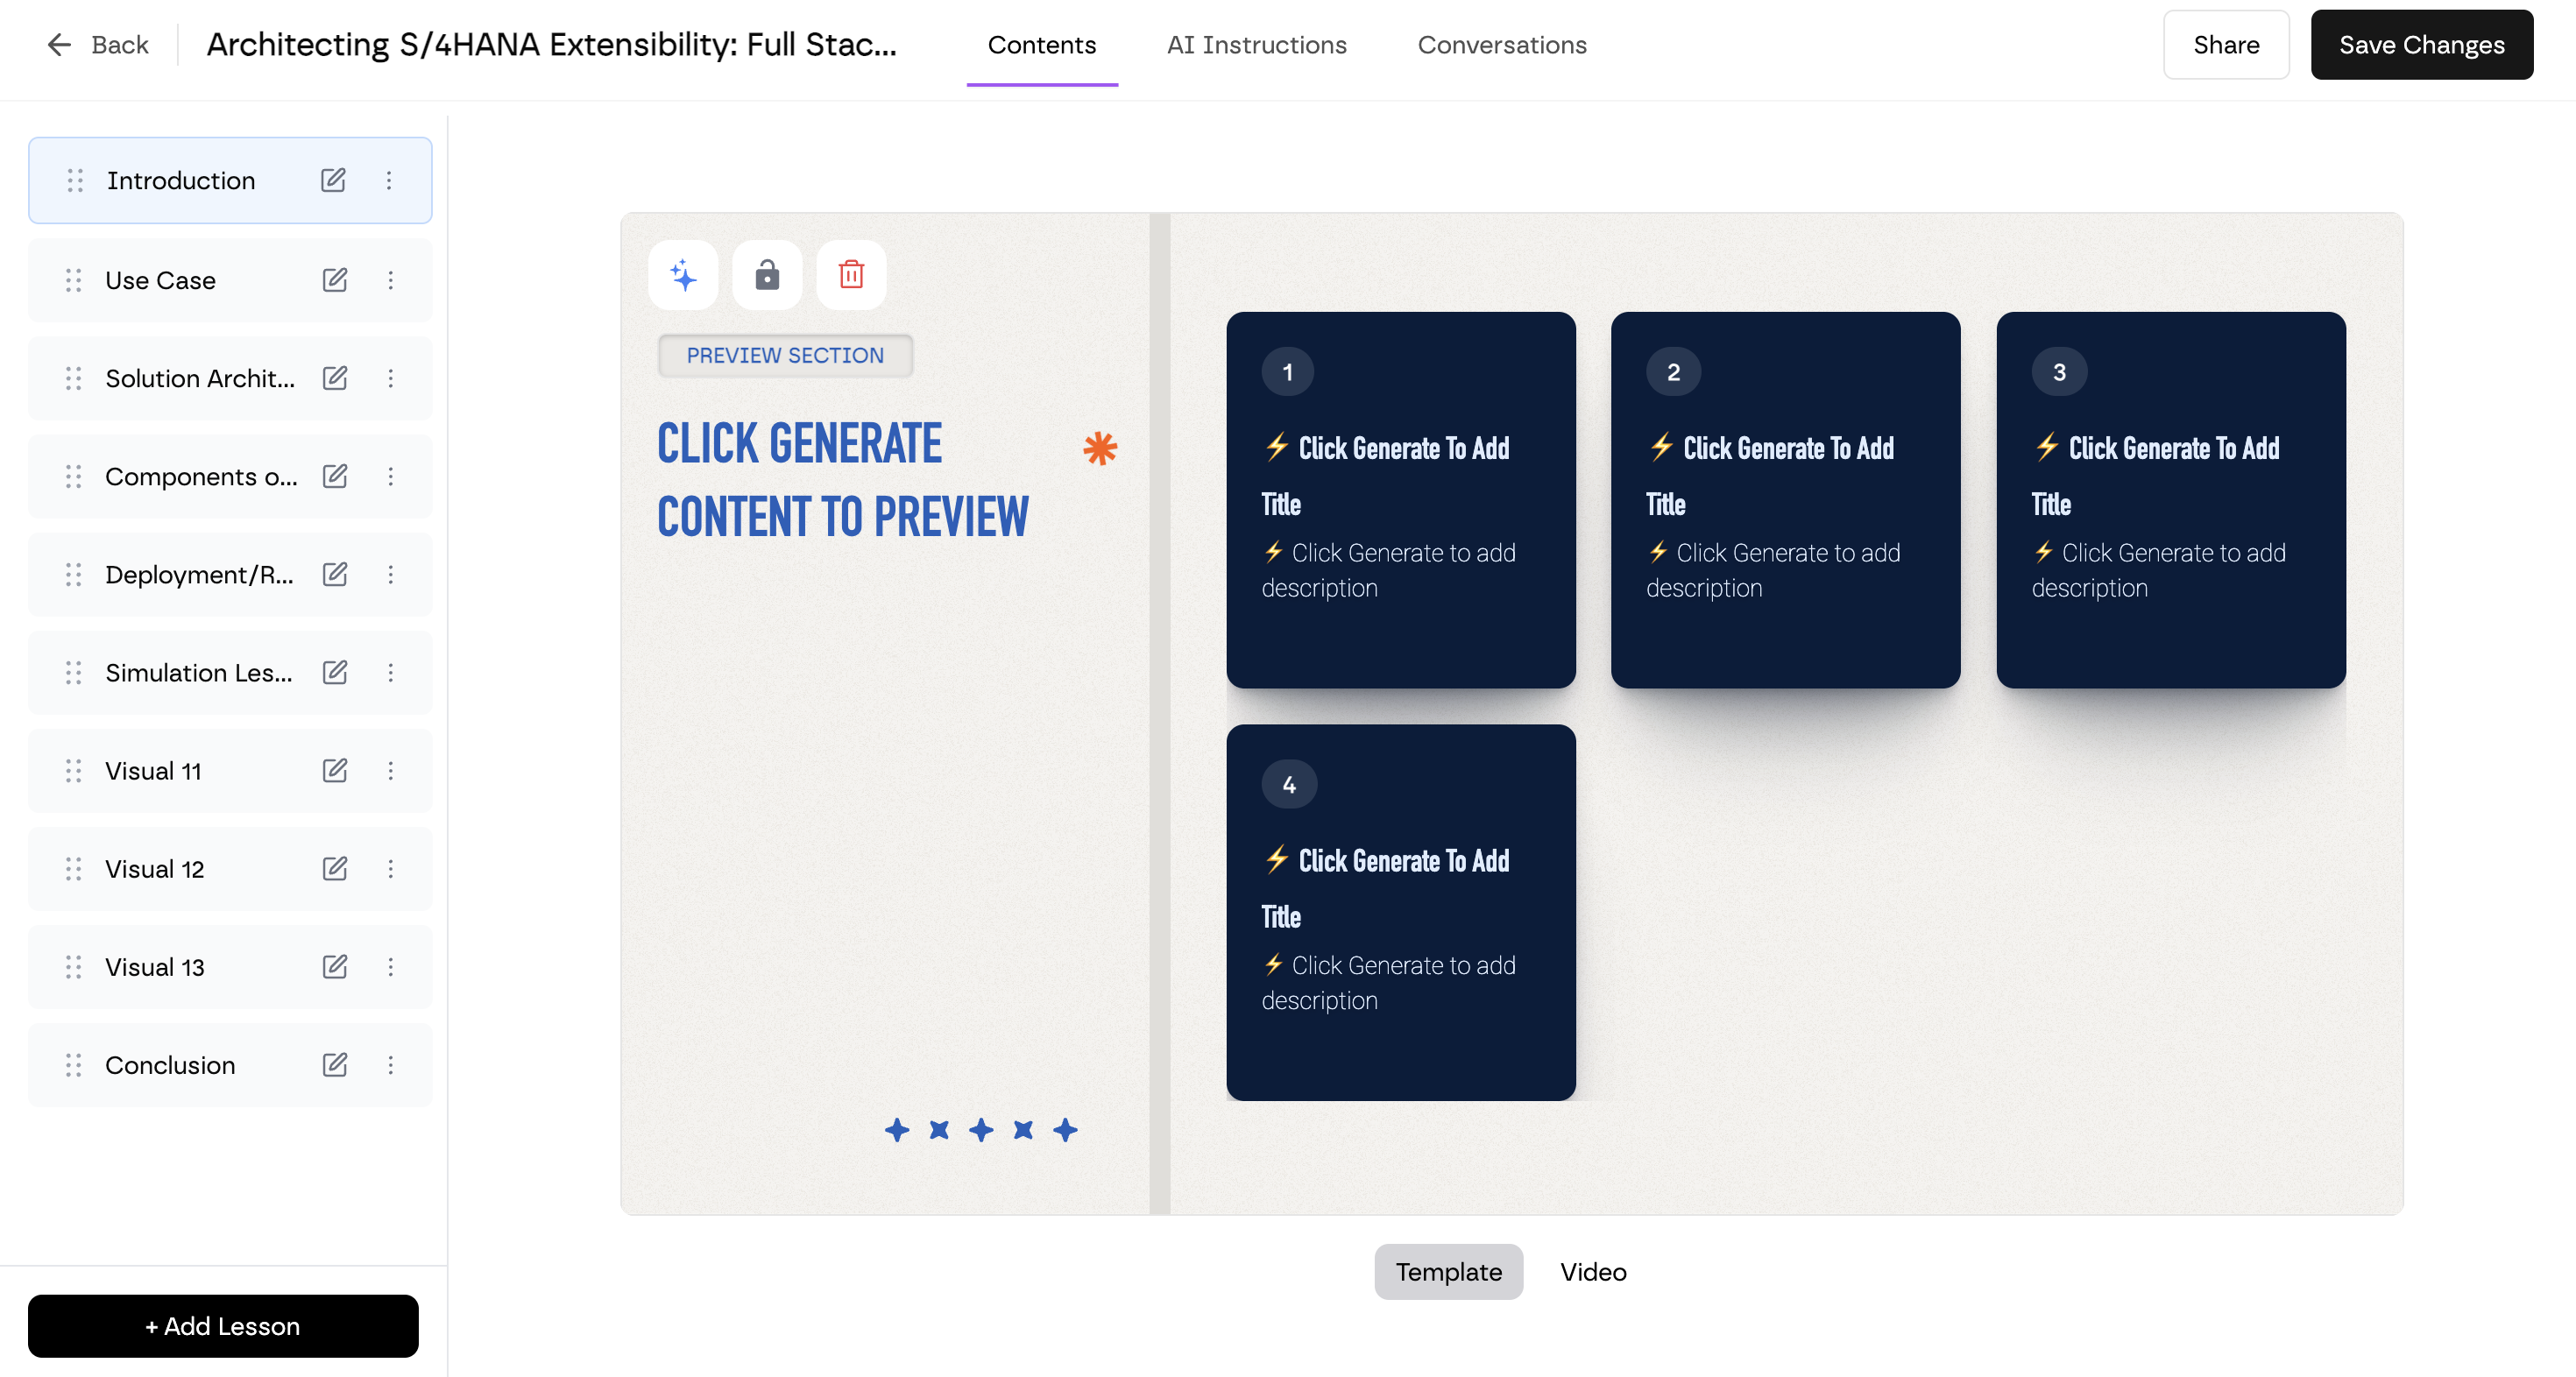 Back
Architecting S/4HANA Extensibility: Full Stac...
Contents
AI Instructions
Conversations
Share
Save Changes
Introduction
Use Case
Solution Archit...
Components o...
Deployment/R...
Simulation Les...
Visual 11
Visual 12
Visual 13
Conclusion
+ Add Lesson
PREVIEW SECTION
CLICK GENERATE
CONTENT TO PREVIEW
1
⚡ Click Generate To Add
Title
⚡ Click Generate to add
description
2
⚡ Click Generate To Add
Title
⚡ Click Generate to add
description
3
⚡ Click Generate To Add
Title
⚡ Click Generate to add
description
4
⚡ Click Generate To Add
Title
⚡ Click Generate to add
description
Template
Video